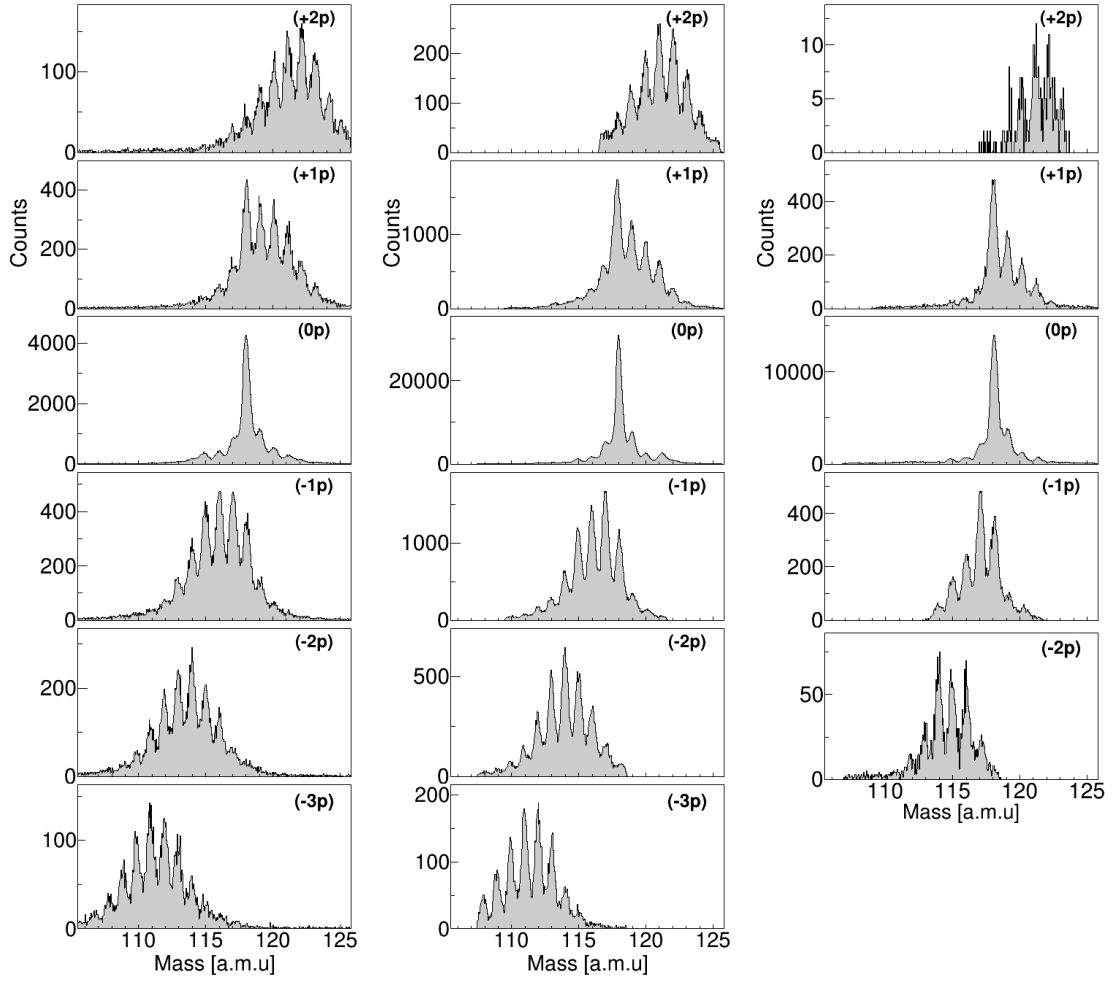 (+2p)
100
0
(+2p)
200
100
0
(+2p)
10
5
0
Counts
(+1p)
400
200
0
Counts
(+1p)
1000
0
Counts
(+1p)
400
200
0
(0p)
4000
2000
0
(0p)
20000
0
(0p)
10000
0
(-1p)
400
200
0
(-1p)
1000
0
(-1p)
400
200
0
(-2p)
200
0
(-2p)
500
0
(-2p)
50
0
110 115 120 125
Mass [a.m.u]
(-3p)
100
0
110 115 120 125
Mass [a.m.u]
(-3p)
200
100
0
110 115 120 125
Mass [a.m.u]